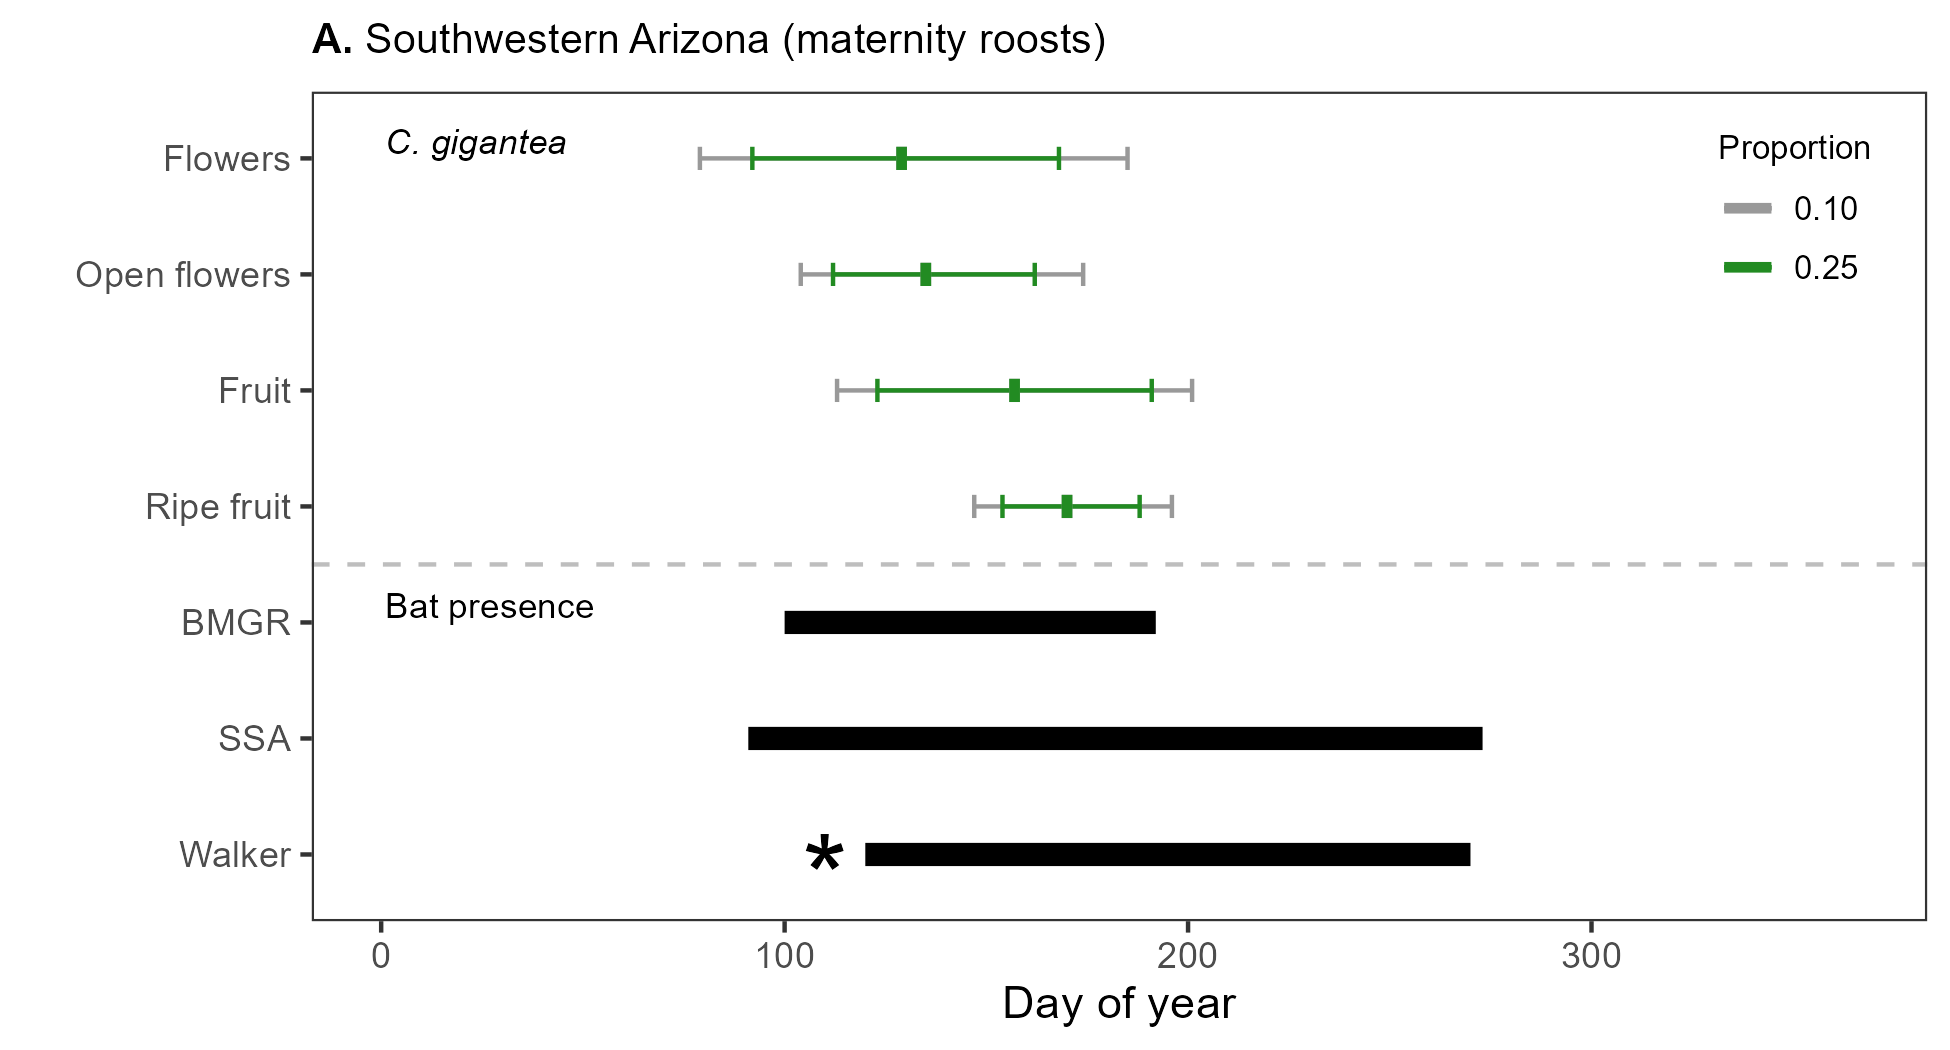 A. Southwestern Arizona (maternity roosts)
Flowers
C. gigantea
Proportion
0.10
0.25
Open flowers
Fruit
Ripe fruit
Bat presence
BMGR
SSA
Walker
*
0 100 200 300
Day of year